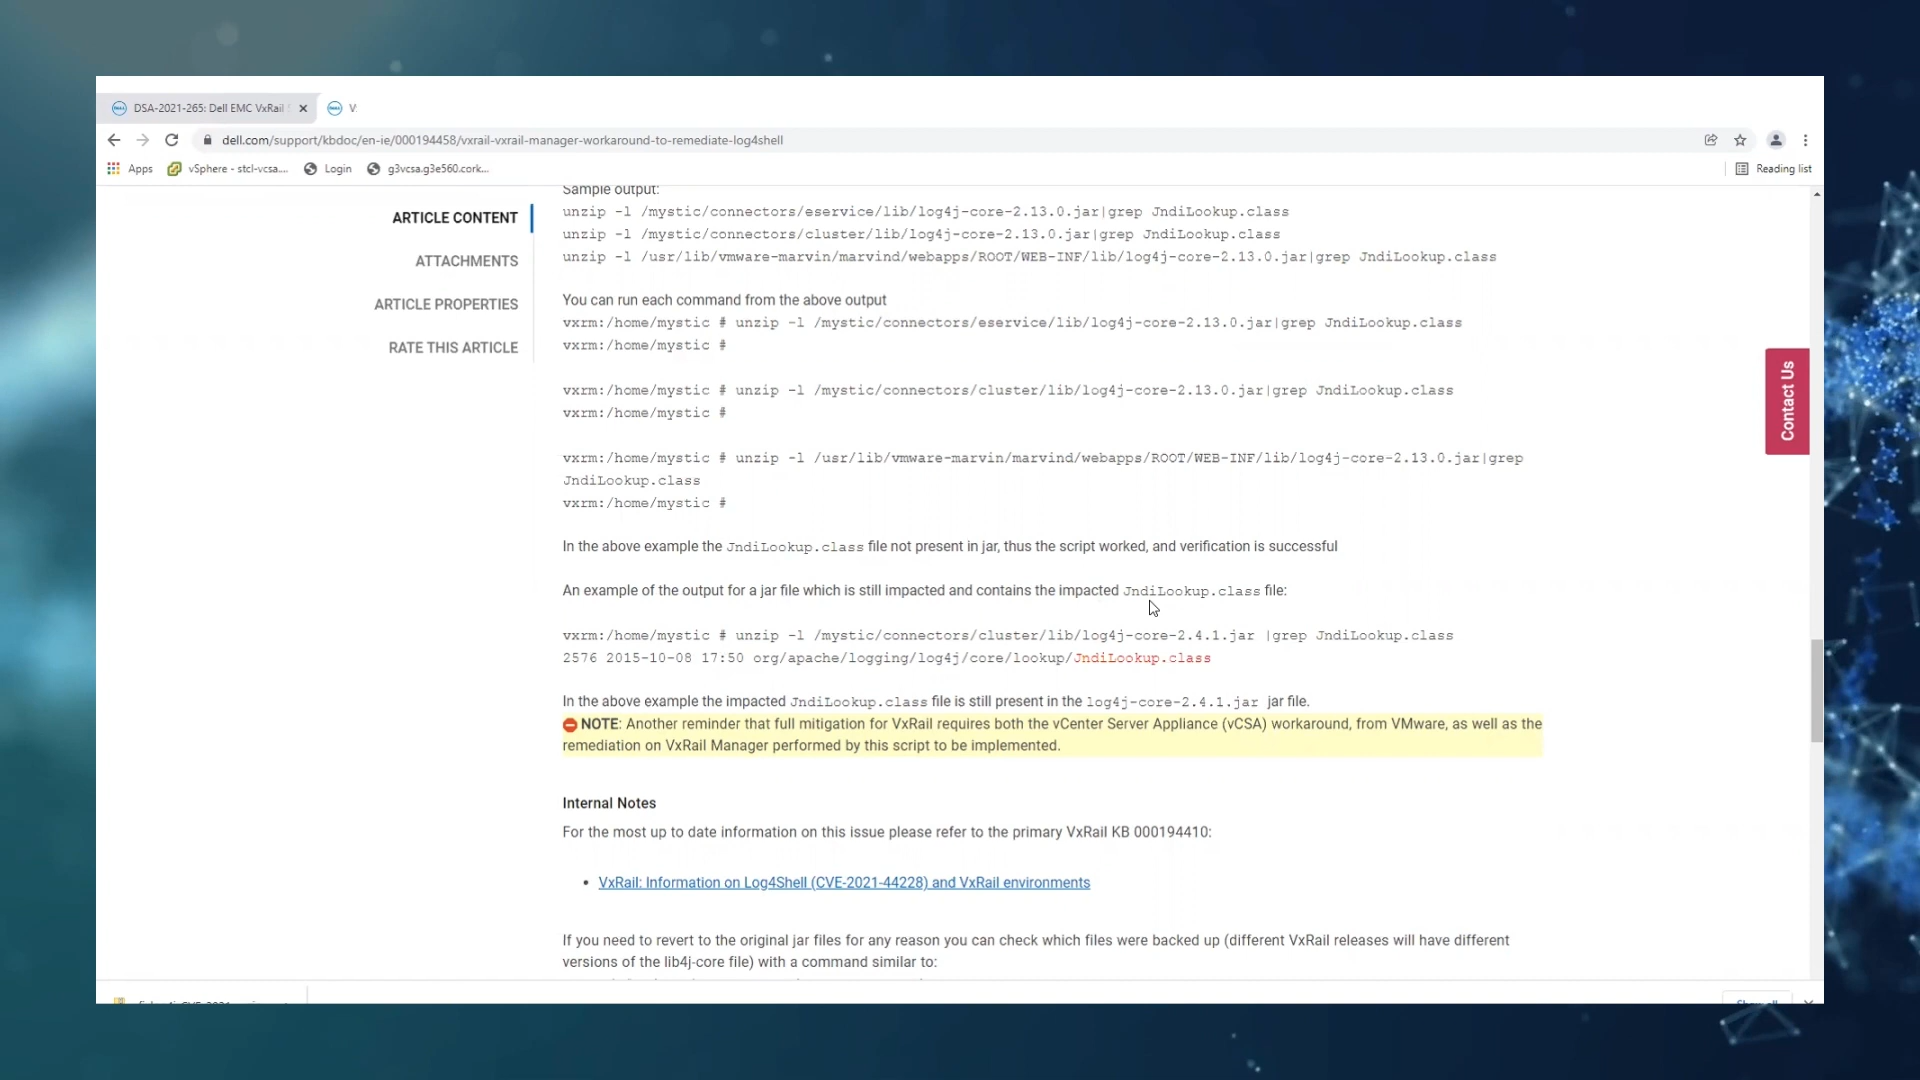 DSA-2021-265: Dell EMC VxRail
V:
dell.com/support/kbdoc/en-ie/000194458/vxrail-vxrail-manager-workaround-to-remediate-log4shell
Apps
vSphere - stcl-vcsa....
Login
g3vcsa.g3e560.cork...
Reading list
ARTICLE CONTENT
ATTACHMENTS
ARTICLE PROPERTIES
RATE THIS ARTICLE
Sample output:
unzip -l /mystic/connectors/eservice/lib/log4j-core-2.13.0.jar|grep JndiLookup.class
unzip -l /mystic/connectors/cluster/lib/log4j-core-2.13.0.jar|grep JndiLookup.class
unzip -l /usr/lib/vmware-marvin/marvind/webapps/ROOT/WEB-INF/lib/log4j-core-2.13.0.jar|grep JndiLookup.class
You can run each command from the above output
vxrm:/home/mystic # unzip -l /mystic/connectors/eservice/lib/log4j-core-2.13.0.jar|grep JndiLookup.class
vxrm:/home/mystic #
vxrm:/home/mystic # unzip -l /mystic/connectors/cluster/lib/log4j-core-2.13.0.jar|grep JndiLookup.class
vxrm:/home/mystic #
vxrm:/home/mystic # unzip -l /usr/lib/vmware-marvin/marvind/webapps/ROOT/WEB-INF/lib/log4j-core-2.13.0.jar|grep
JndiLookup.class
vxrm:/home/mystic #
In the above example the JndiLookup.class file not present in jar, thus the script worked, and verification is successful
An example of the output for a jar file which is still impacted and contains the impacted JndiLookup.class file:
vxrm:/home/mystic # unzip -l /mystic/connectors/cluster/lib/log4j-core-2.4.1.jar |grep JndiLookup.class
2576 2015-10-08 17:50 org/apache/logging/log4j/core/lookup/JndiLookup.class
In the above example the impacted JndiLookup.class file is still present in the log4j-core-2.4.1.jar jar file.
NOTE: Another reminder that full mitigation for VxRail requires both the vCenter Server Appliance (vCSA) workaround, from VMware, as well as the
remediation on VxRail Manager performed by this script to be implemented.
Internal Notes
For the most up to date information on this issue please refer to the primary VxRail KB 000194410:
• VxRail: Information on Log4Shell (CVE-2021-44228) and VxRail environments
If you need to revert to the original jar files for any reason you can check which files were backed up (different VxRail releases will have different
versions of the lib4j-core file) with a command similar to:
Contact Us
Show all